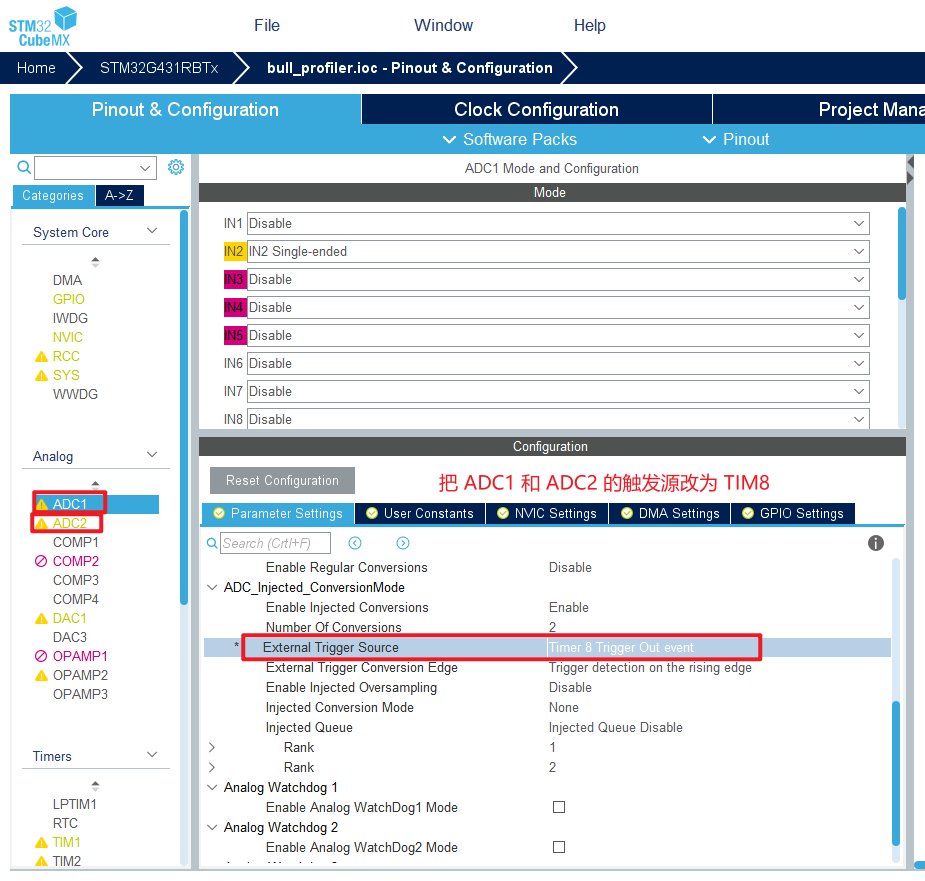 STM32
CubeMX
File Window Help
Home STM32G431RBTx bull_profiler.ioc - Pinout & Configuration
Pinout & Configuration Clock Configuration Project Mana
Software Packs Pinout
Categories A->Z
System Core
DMA
GPIO
IWDG
NVIC
RCC
SYS
WWDG
Analog
ADC1
ADC2
COMP1
COMP2
COMP3
COMP4
DAC1
DAC3
OPAMP1
OPAMP2
OPAMP3
Timers
LPTIM1
RTC
TIM1
TIM2
ADC1 Mode and Configuration
Mode
IN1 Disable
IN2 IN2 Single-ended
IN3 Disable
IN4 Disable
IN5 Disable
IN6 Disable
IN7 Disable
IN8 Disable
Configuration
Reset Configuration
把 ADC1 和 ADC2 的触发源改为 TIM8
Parameter Settings User Constants NVIC Settings DMA Settings GPIO Settings
Search (Crtl+F)
Enable Regular Conversions Disable
ADC_Injected_ConversionMode
Enable Injected Conversions Enable
Number Of Conversions 2
* External Trigger Source Timer 8 Trigger Out event
External Trigger Conversion Edge Trigger detection on the rising edge
Enable Injected Oversampling Disable
Injected Conversion Mode None
Injected Queue Injected Queue Disable
Rank 1
Rank 2
Analog Watchdog 1
Enable Analog WatchDog1 Mode
Analog Watchdog 2
Enable Analog WatchDog2 Mode